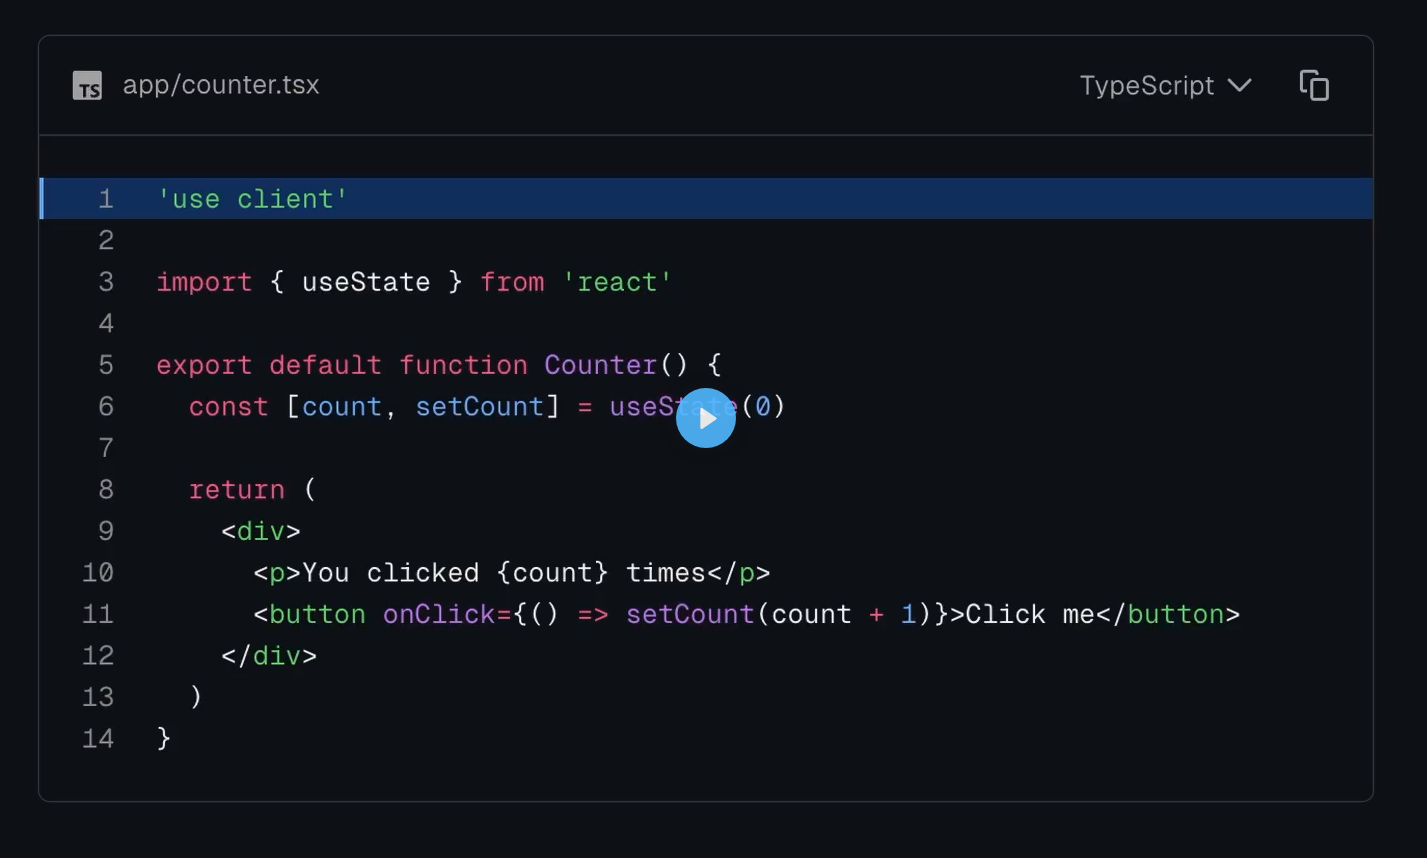 TS app/counter.tsx TypeScript
1 'use client'
2
3 import { useState } from 'react'
4
5 export default function Counter() {
6   const [count, setCount] = useState(0)
7
8   return (
9     <div>
10       <p>You clicked {count} times</p>
11       <button onClick={() => setCount(count + 1)}>Click me</button>
12     </div>
13   )
14 }